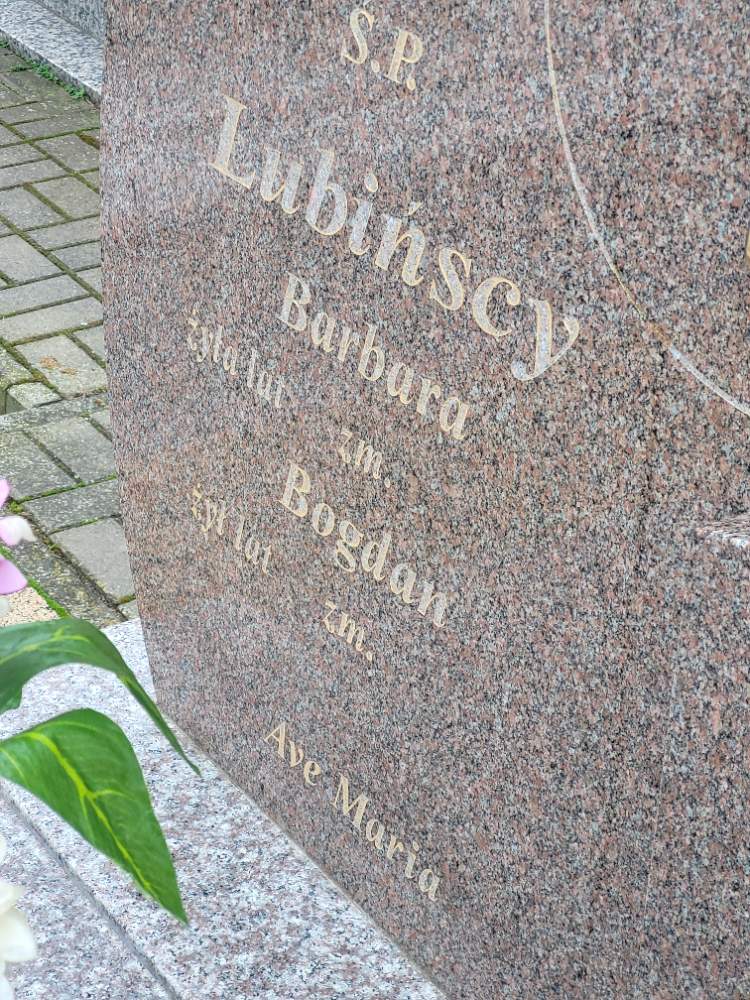 Ś.P.
Lubińscy
Barbara
żyła lat zm.
Bogdan
żył lat zm.
Ave Maria